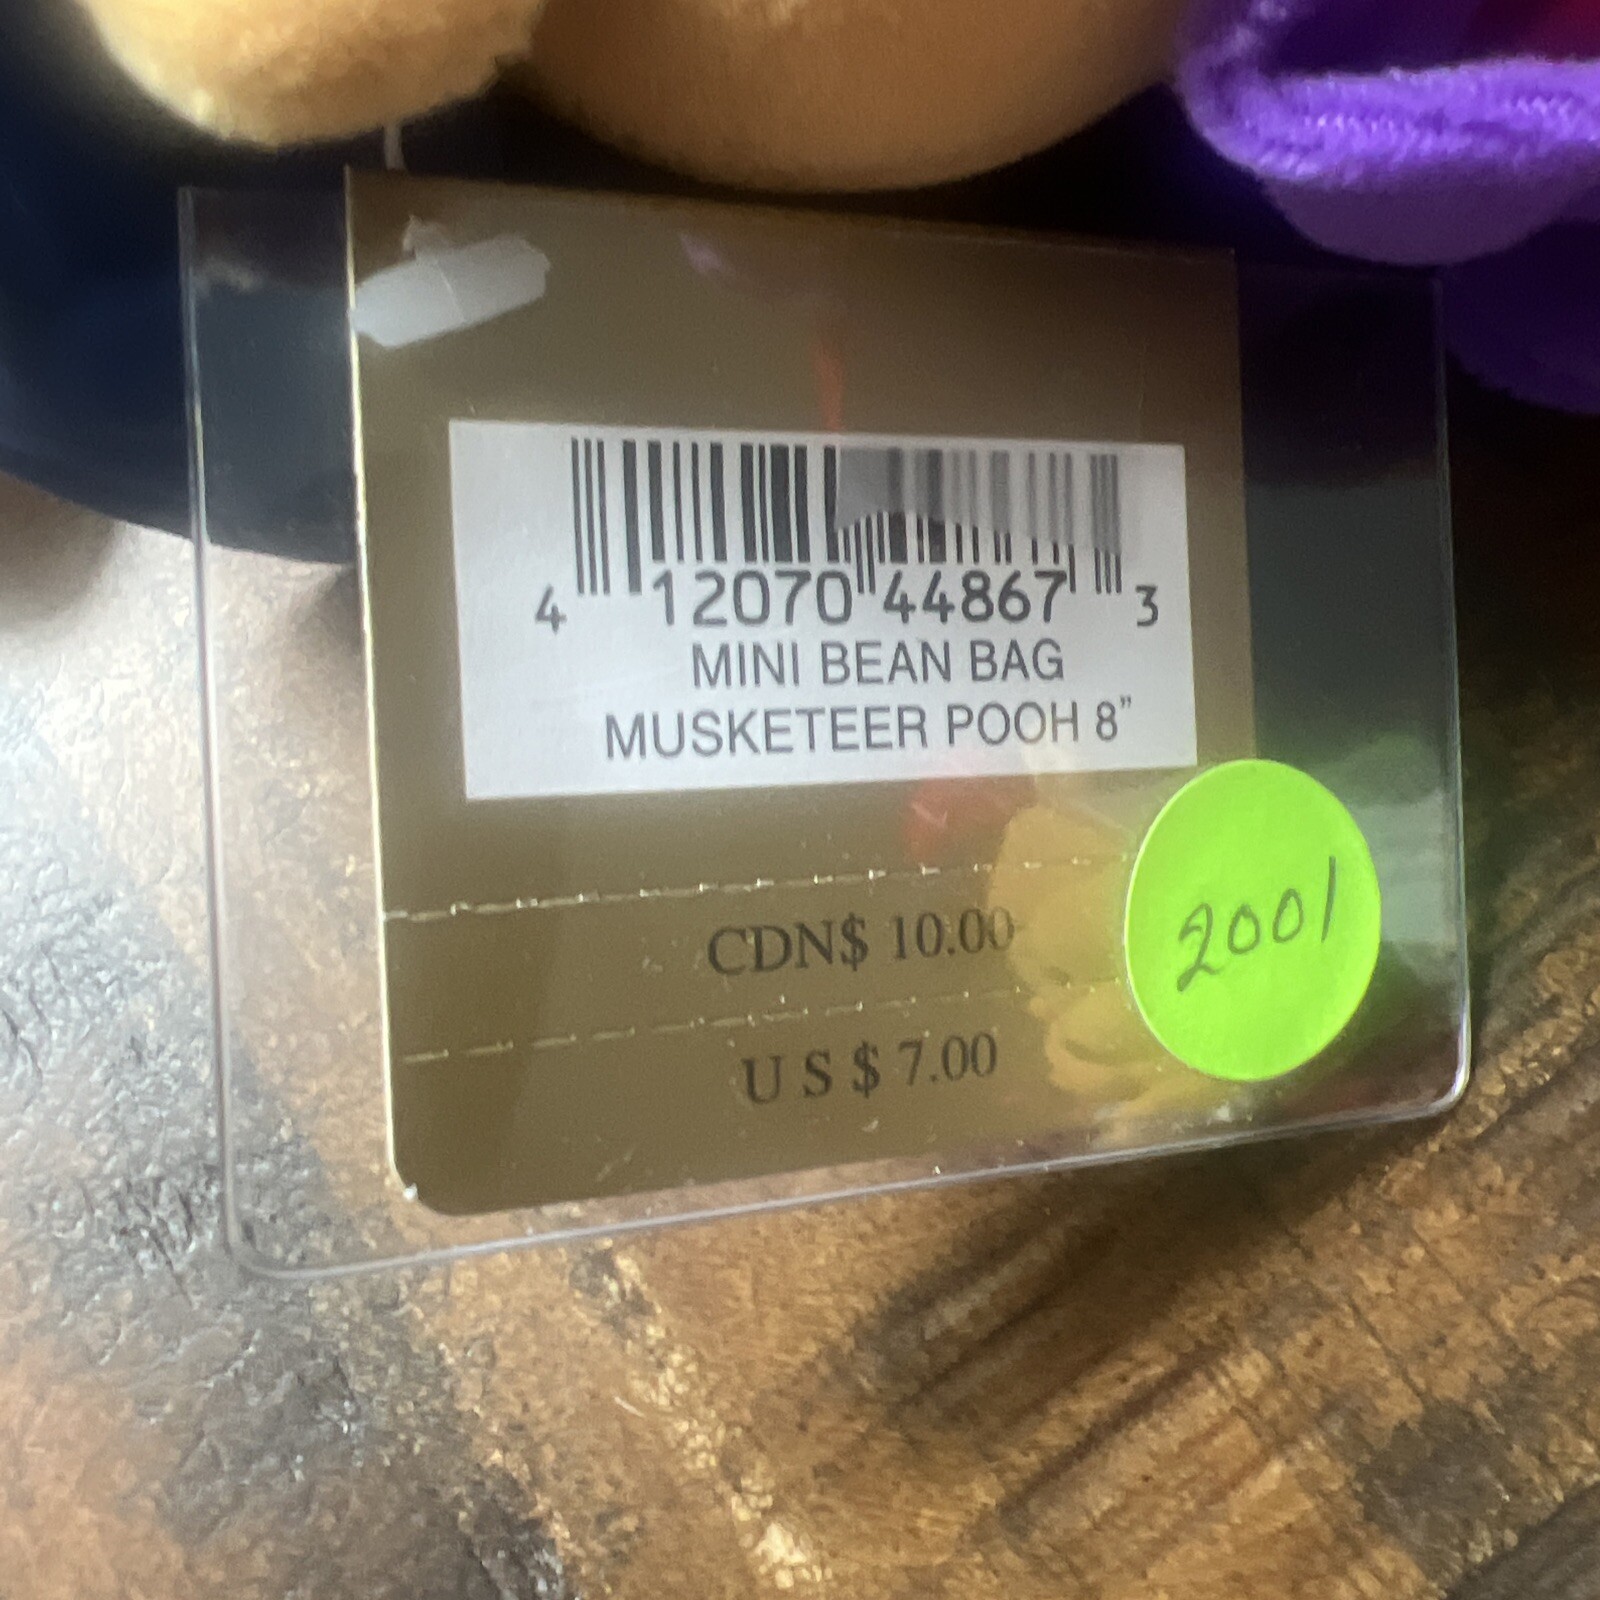 4 12070 44867 3
MINI BEAN BAG
MUSKETEER POOH 8”
CDN$ 10.00
2001
U S $ 7.00